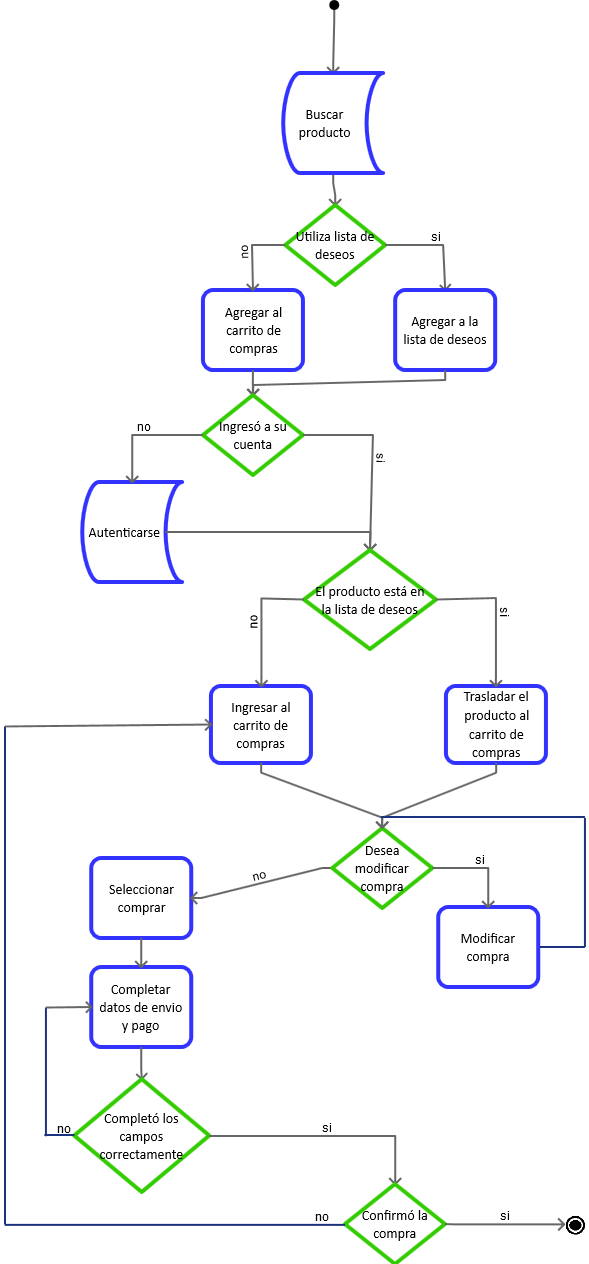 Buscar
producto
Utiliza lista de
deseos
no
si
Agregar al
carrito de
compras
Agregar a la
lista de deseos
Ingresó a su
cuenta
no
si
Autenticarse
El producto está en
la lista de deseos
no
si
Ingresar al
carrito de
compras
Trasladar el
producto al
carrito de
compras
Desea
modificar
compra
no
si
Seleccionar
comprar
Modificar
compra
Completar
datos de envio
y pago
Completó los
campos
correctamente
no
si
Confirmó la
compra
no
si